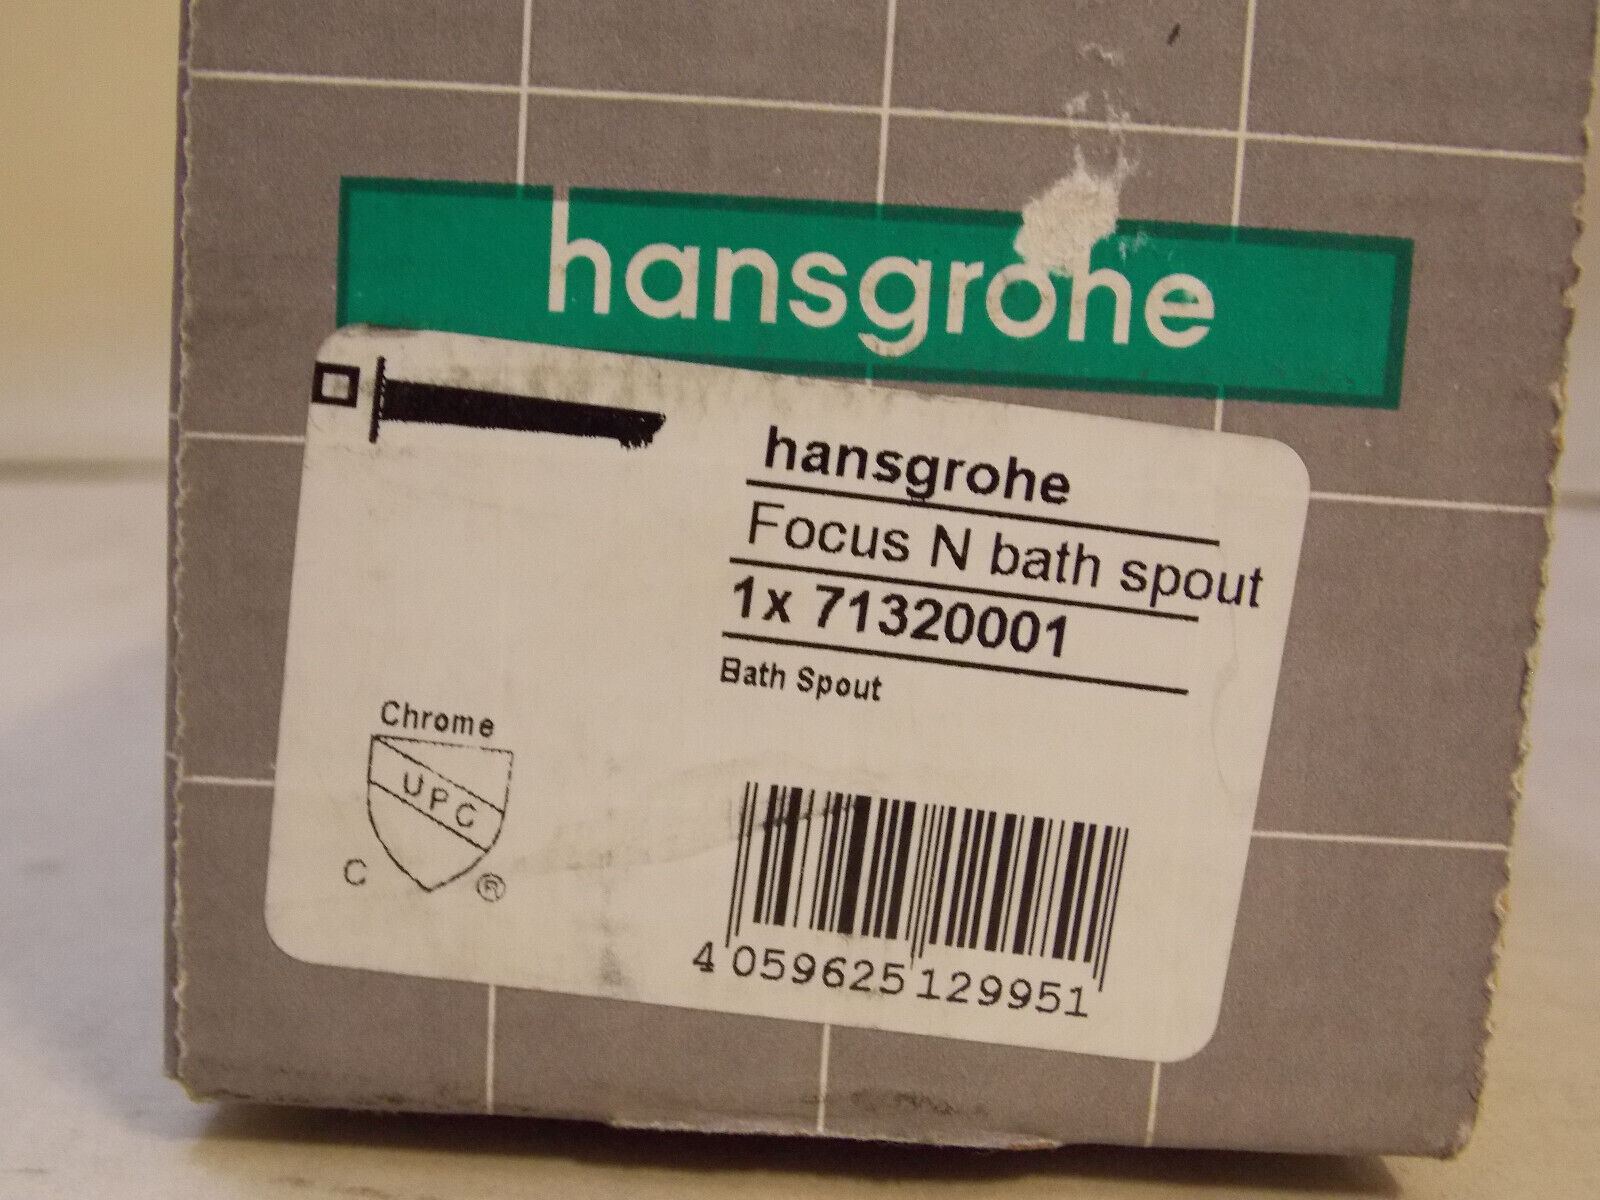 hansgrohe
hansgrohe
Focus N bath spout
1x 71320001
Bath Spout
Chrome
UPC
C ®
4 059625 129951